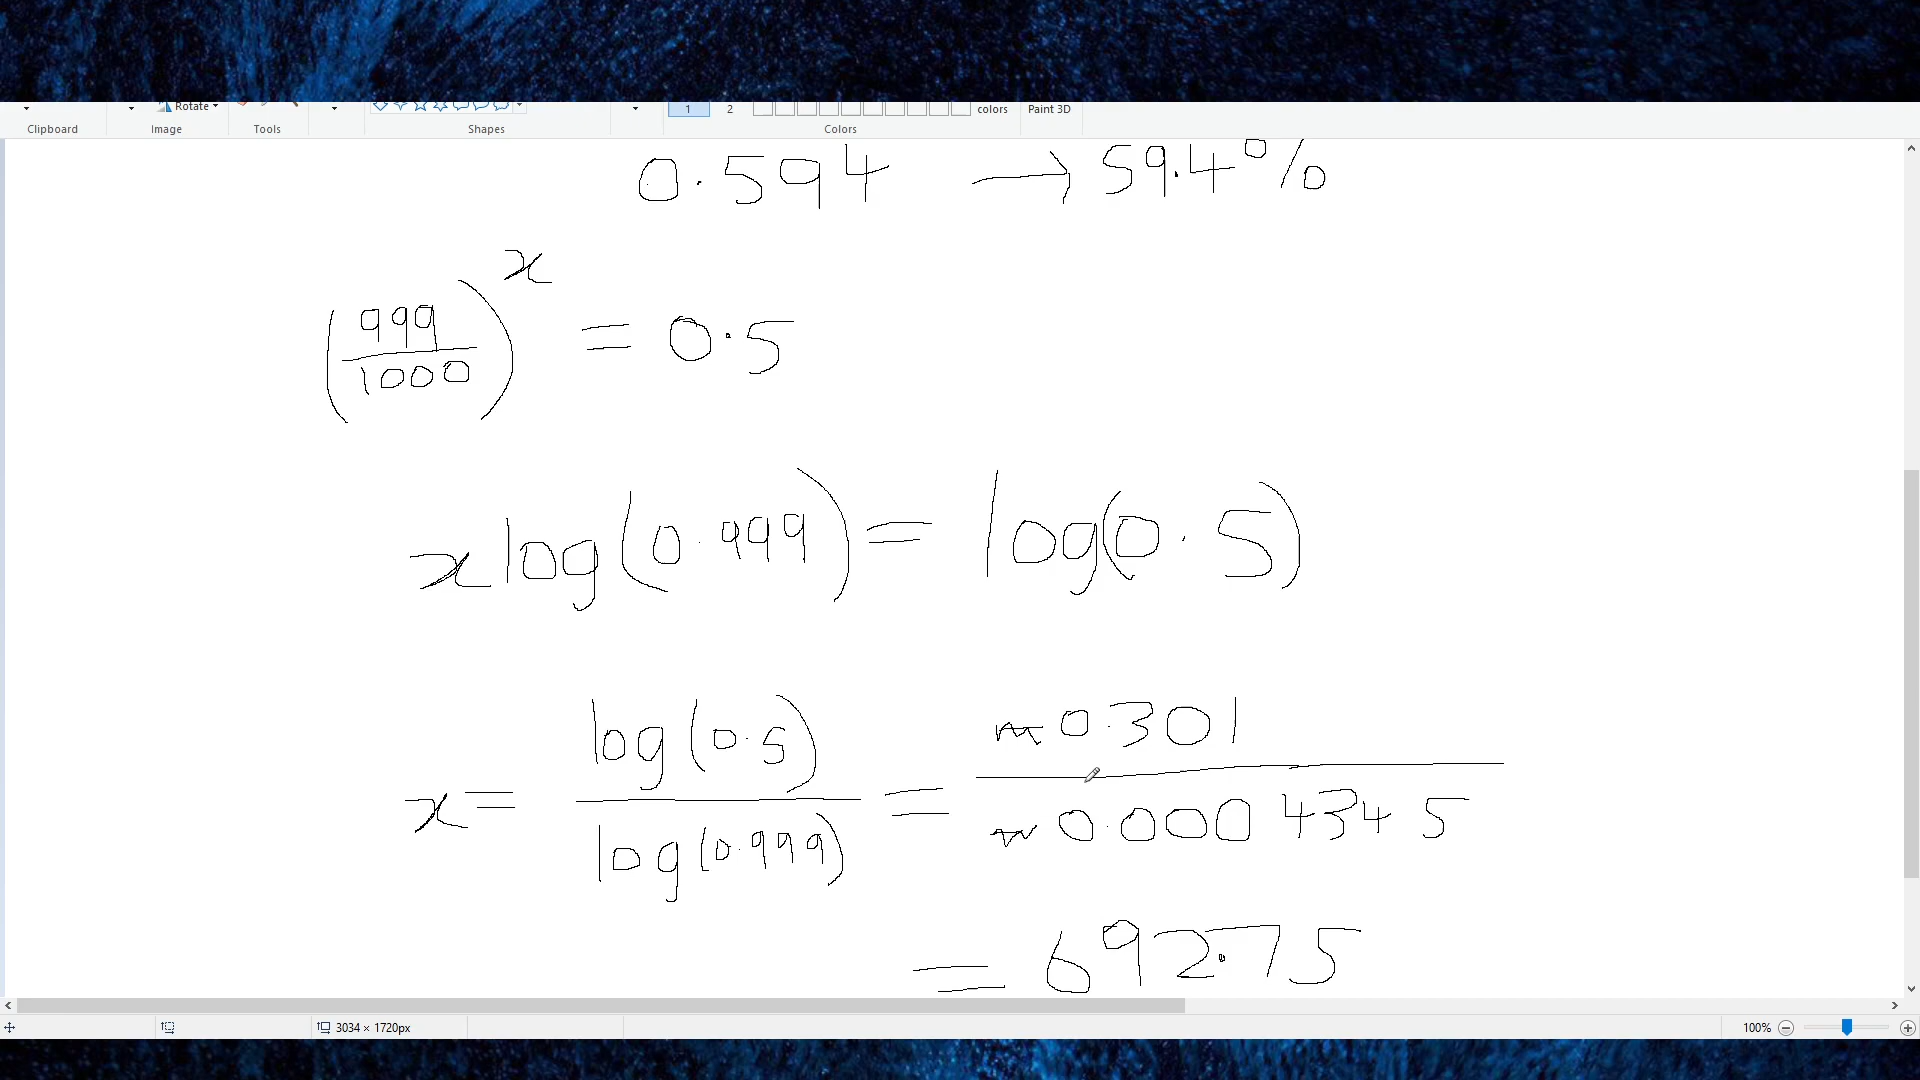 Rotate
1 2 colors Paint 3D
Clipboard Image Tools Shapes Colors
0.594 → 59.4%
(999/1000)^x = 0.5
x log(0.999) = log(0.5)
x = log(0.5)/log(0.999) = -0.301/-0.0004345
= 692.75
3034 × 1720px 100%